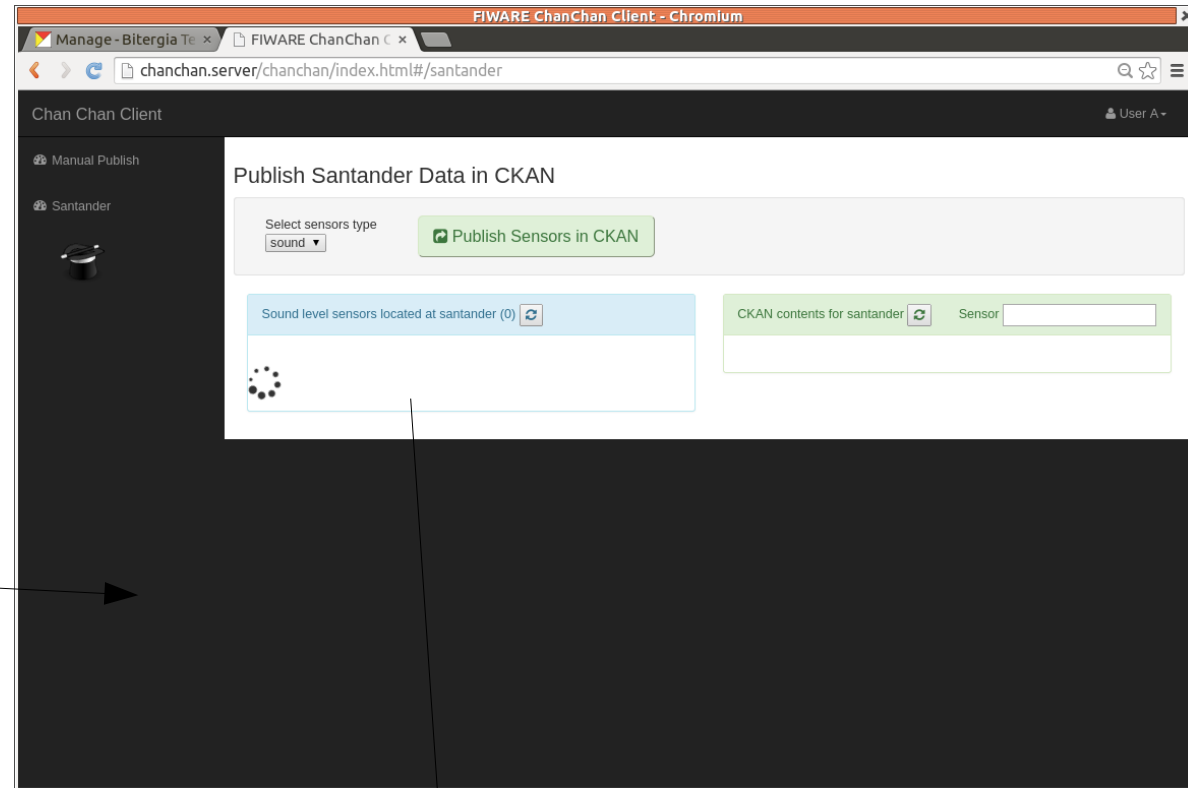 FIWARE ChanChan Client - Chromium
Manage - Bitergia Te × FIWARE ChanChan C ×
chanchan.server/chanchan/index.html#/santander
Chan Chan Client User A
Manual Publish
Publish Santander Data in CKAN
Santander
Select sensors type
sound
Publish Sensors in CKAN
Sound level sensors located at santander (0) CKAN contents for santander Sensor